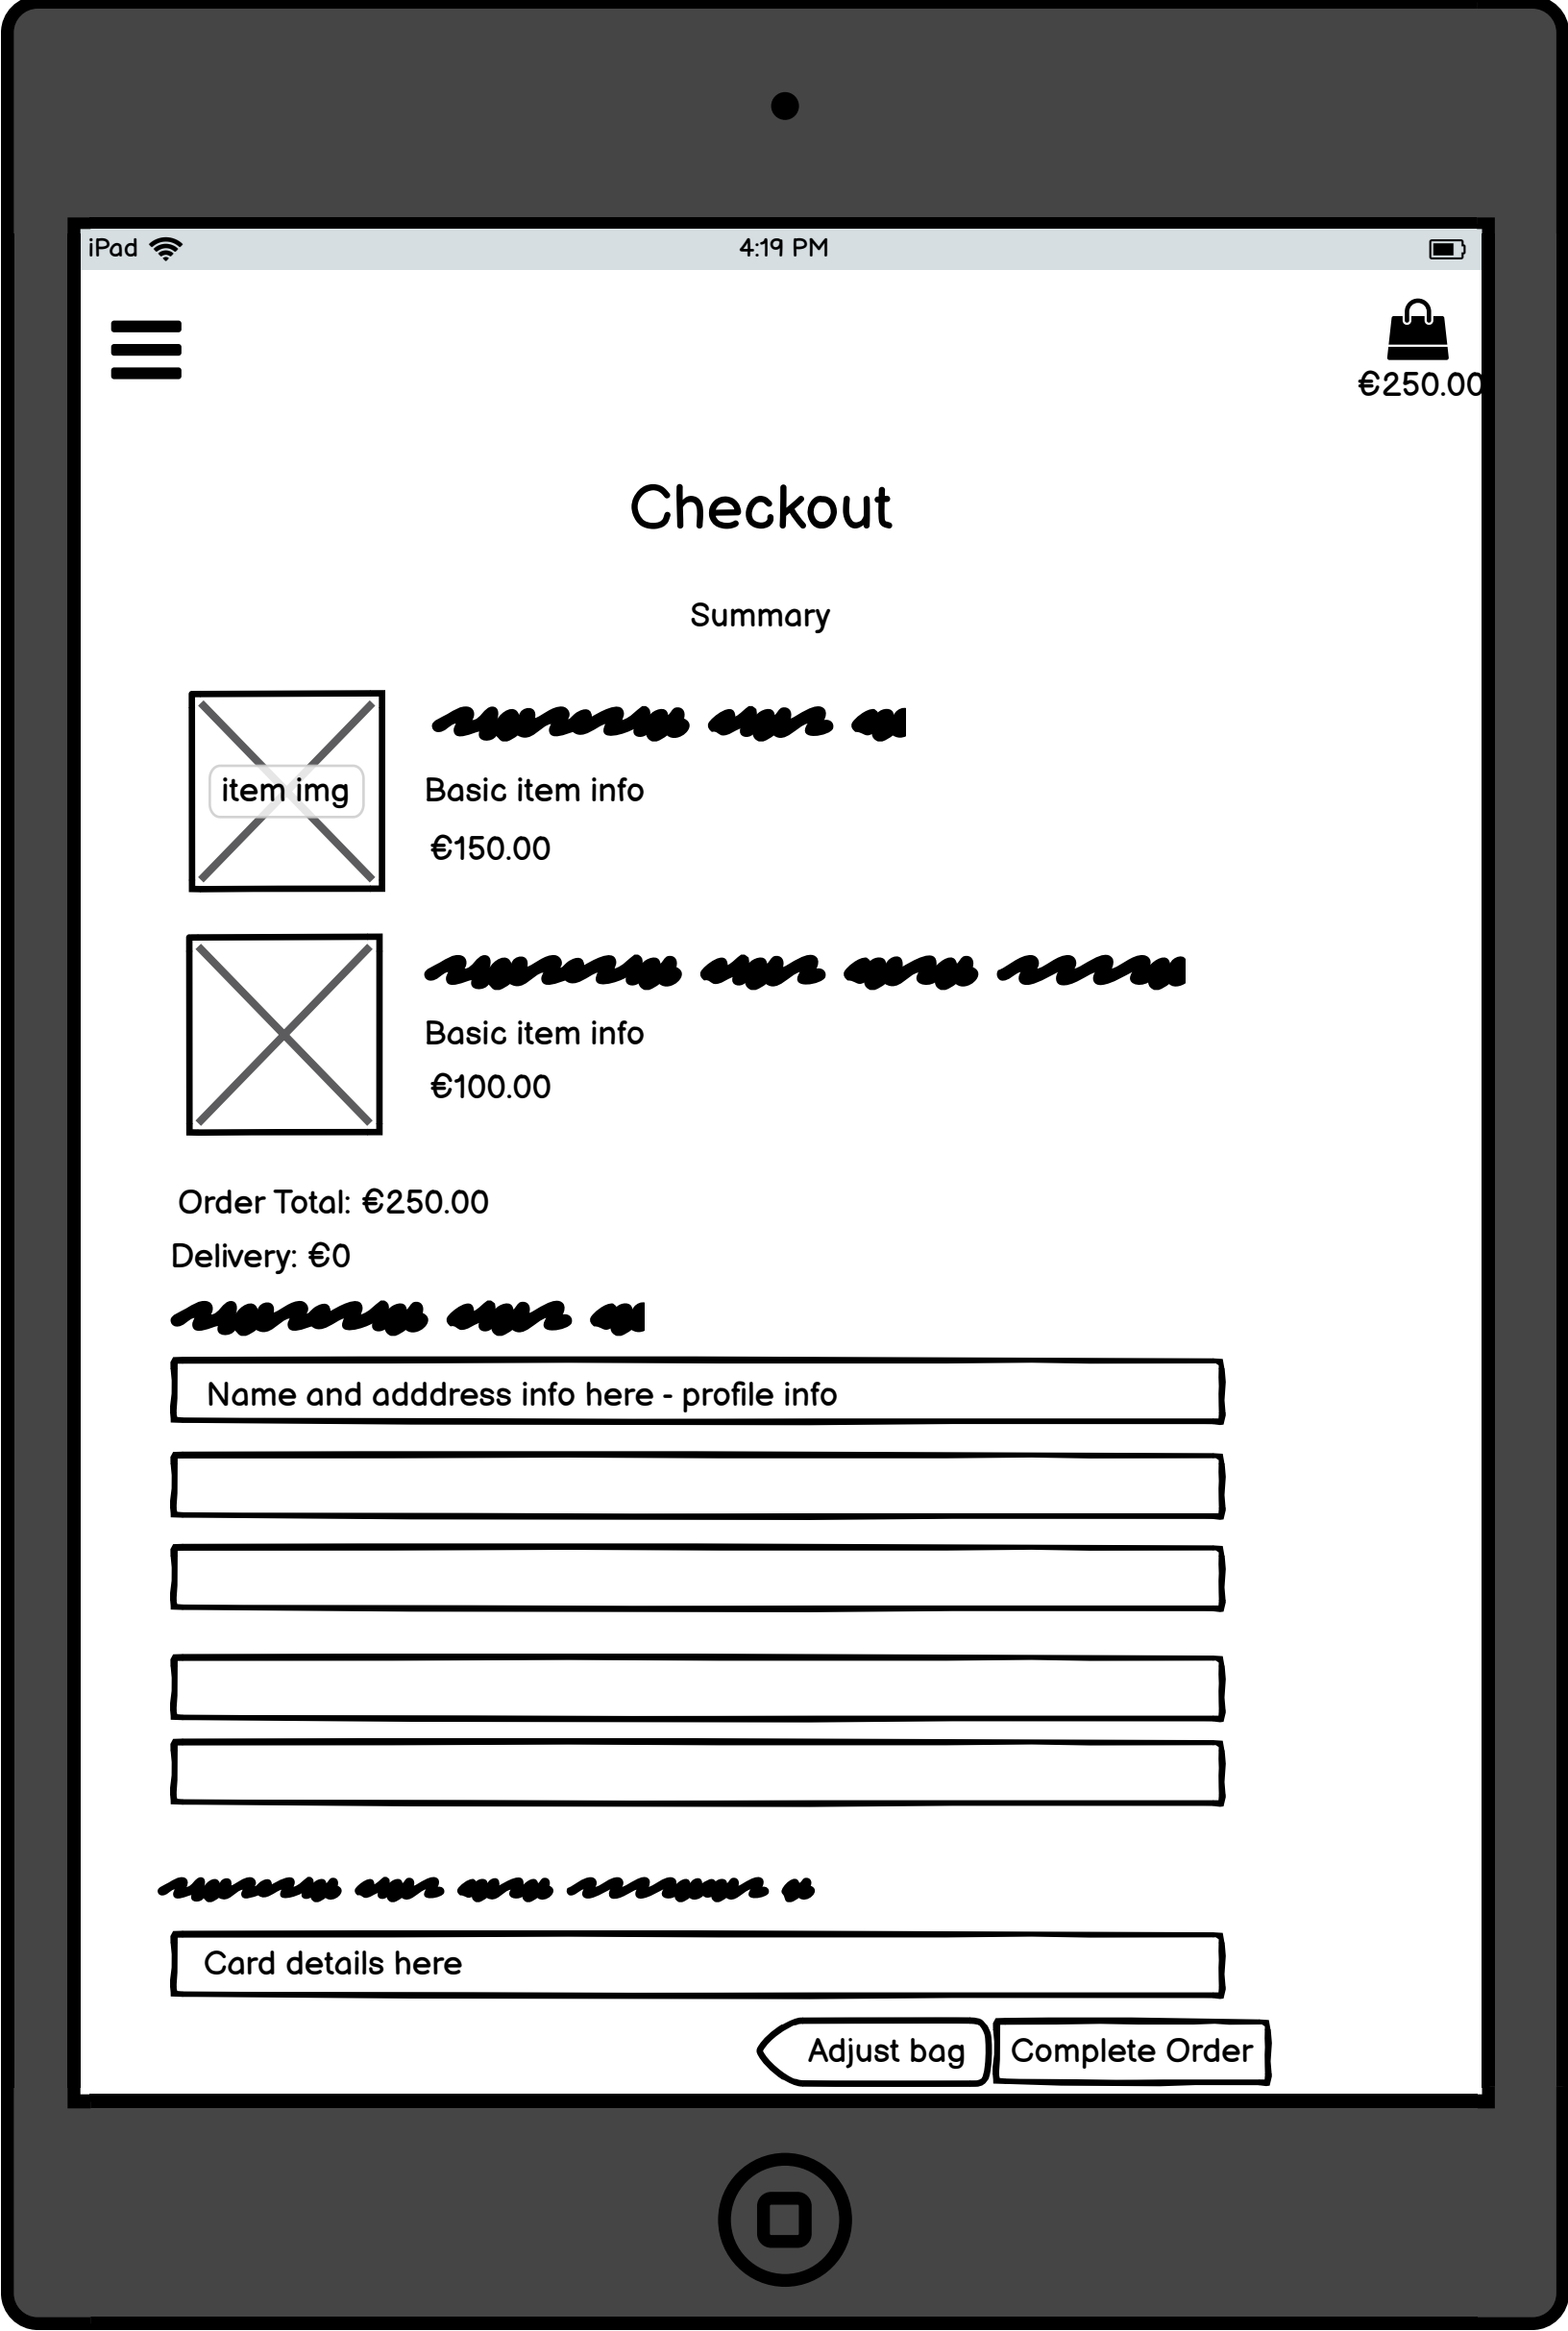 iPad 4:19 PM
€250.00
Checkout
Summary
item img
Basic item info
€150.00
Basic item info
€100.00
Order Total: €250.00
Delivery: €0
Name and adddress info here - profile info
Card details here
Adjust bag
Complete Order